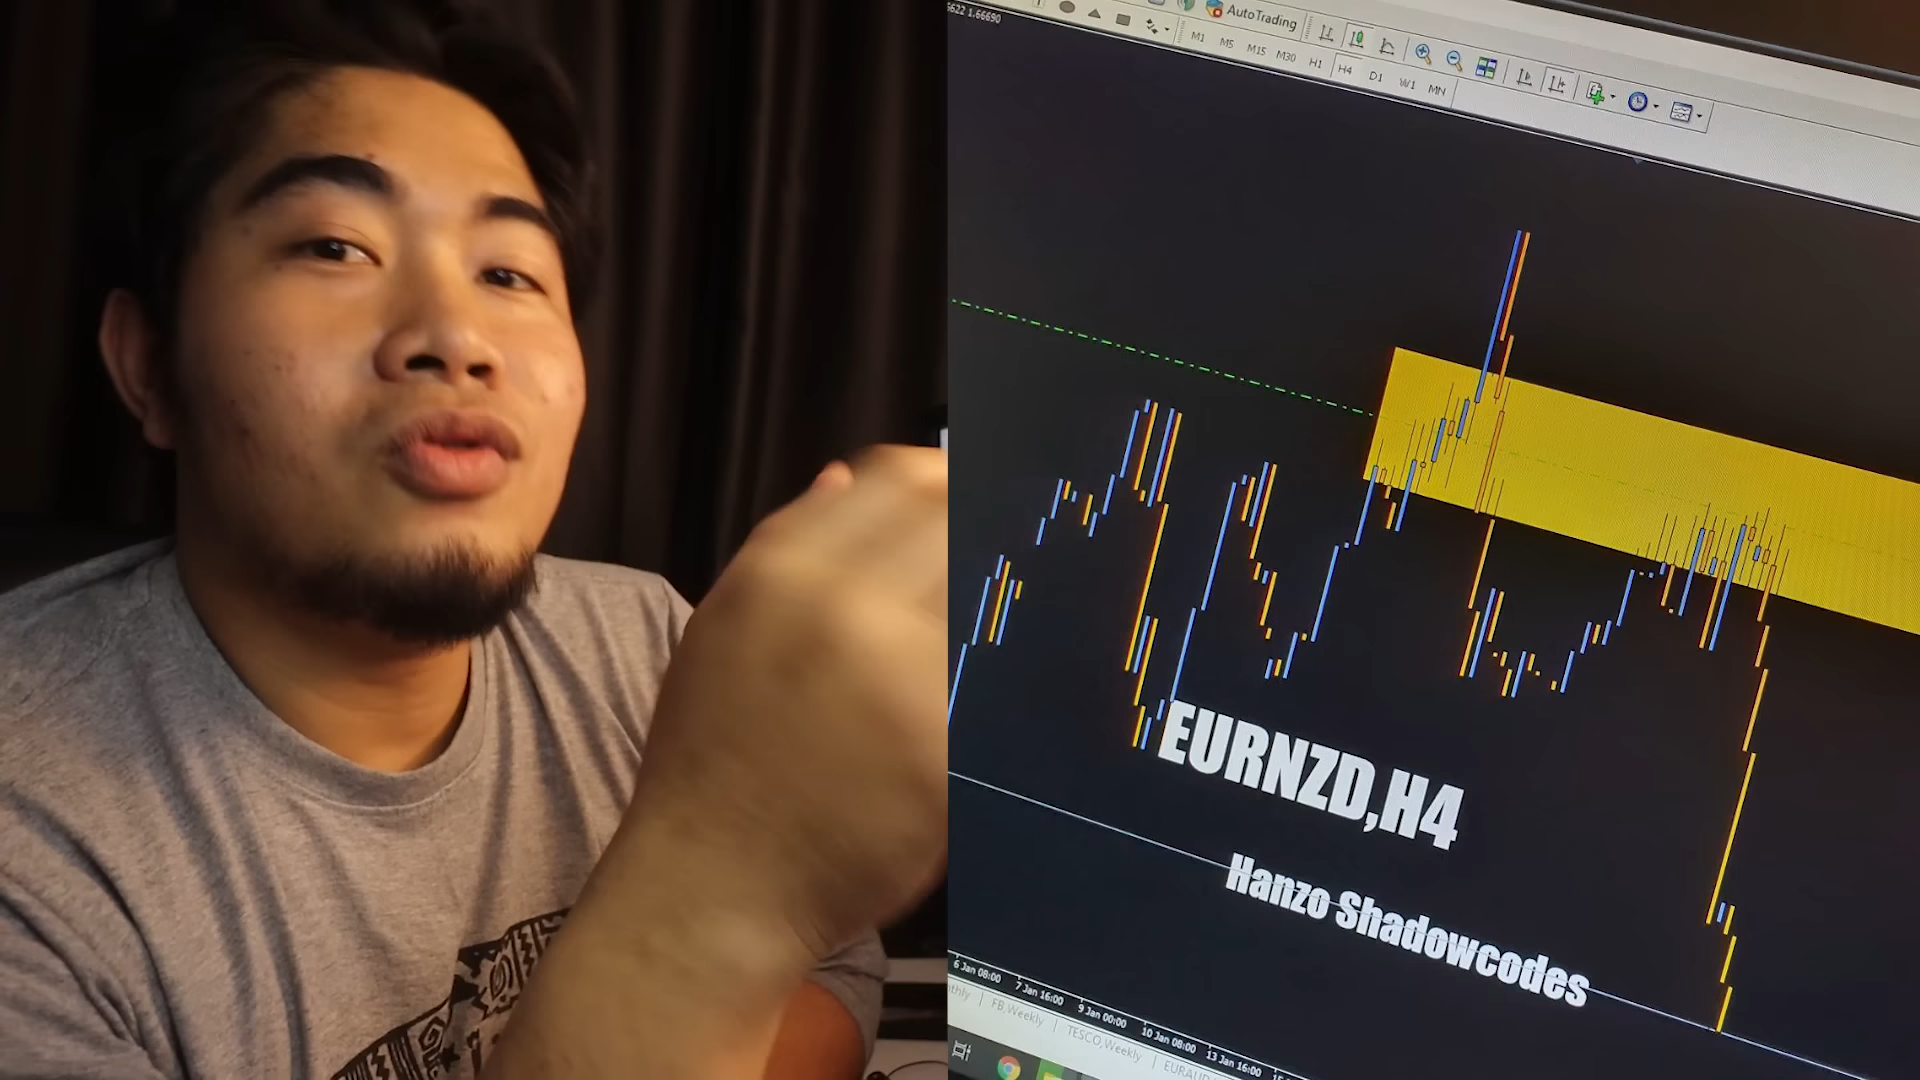 1.66690
AutoTrading
M1 M5 M15 M30 H1 H4 D1 W1 MN
EURNZD,H4
Hanzo Shadowcodes
6 Jan 08:00 7 Jan 16:00 9 Jan 00:00 10 Jan 08:00 13 Jan 16:00
FB,Weekly TESCO,Weekly